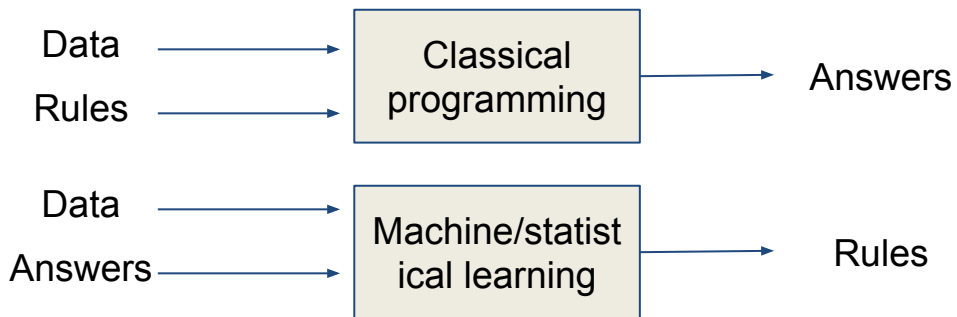 Data
Rules
Classical
programming
Answers
Data
Answers
Machine/statist
ical learning
Rules